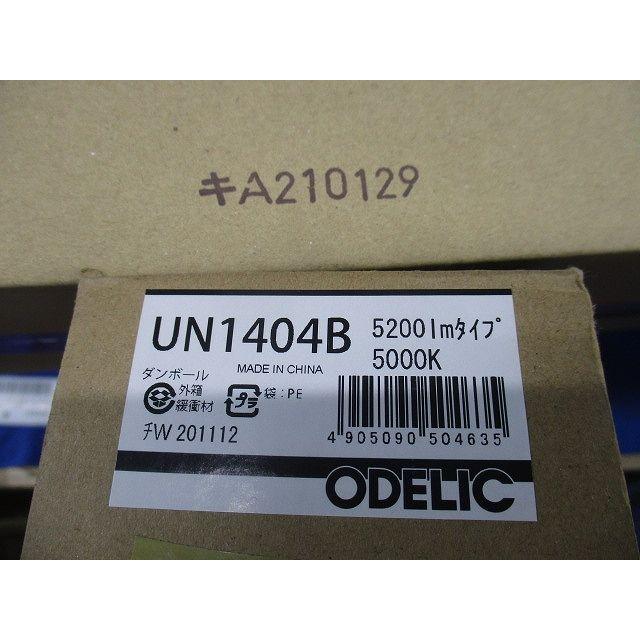 キA210129
UN1404B
5200lmタイプ
5000K
MADE IN CHINA
ダンボール
外箱
緩衝材
プラ
袋:PE
チW 201112
4 905090 504635
ODELIC